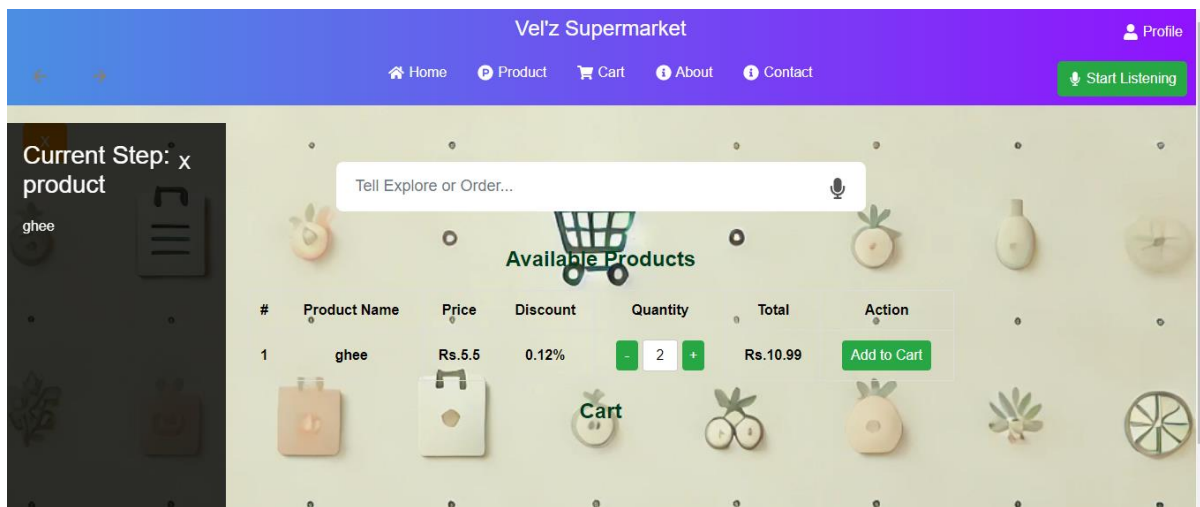 Vel'z Supermarket
Profile
Home Product Cart About Contact
Start Listening
X
Current Step: x
product
ghee
Tell Explore or Order...
Available Products
# Product Name Price Discount Quantity Total Action
1 ghee Rs.5.5 0.12% - 2 + Rs.10.99 Add to Cart
Cart